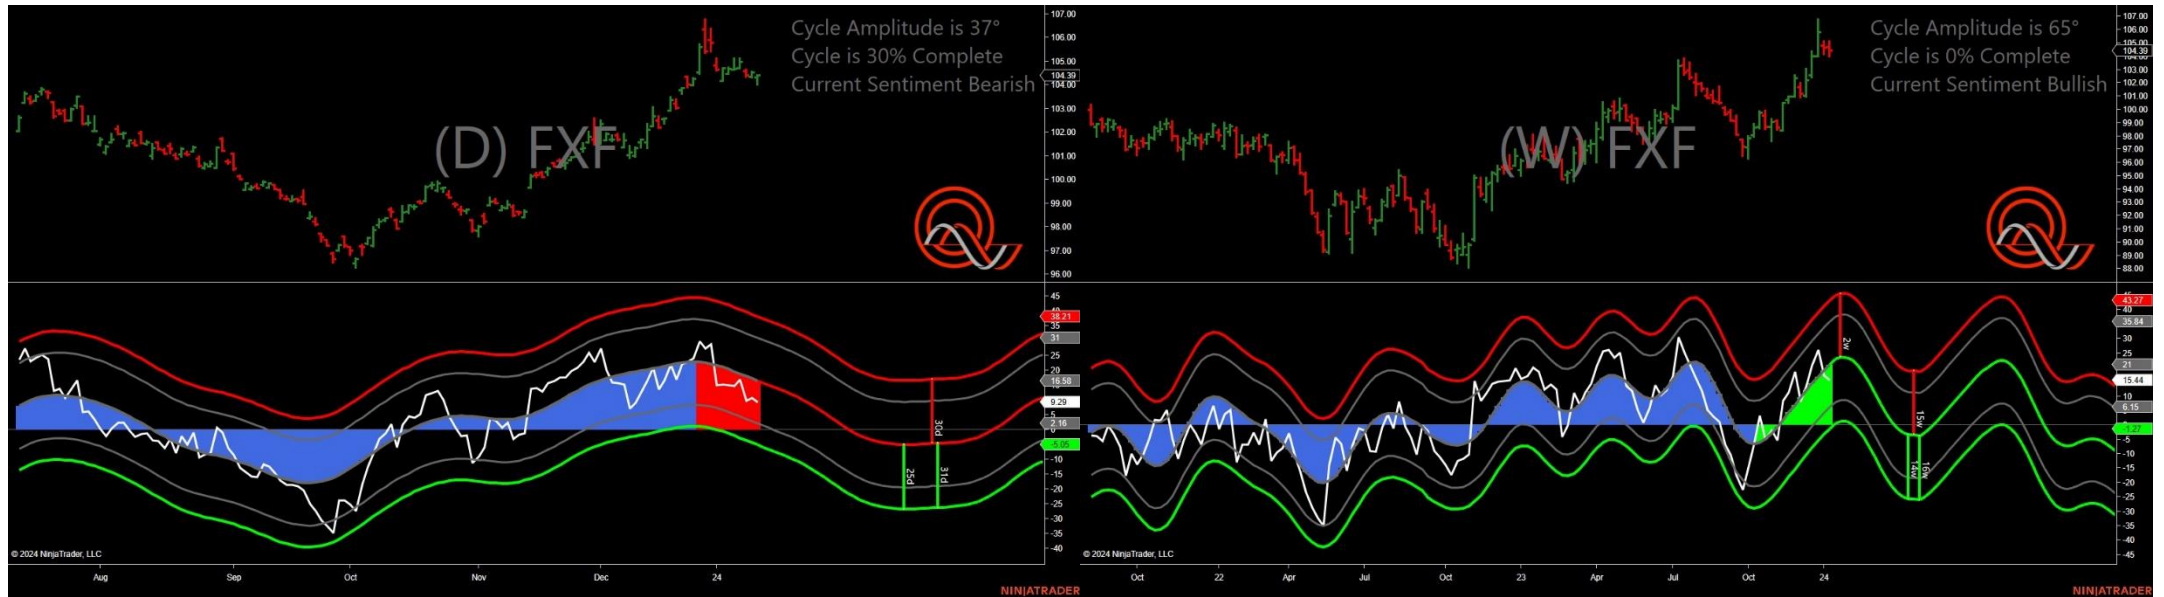 Cycle Amplitude is 37°
Cycle is 30% Complete
Current Sentiment Bearish
(D) FXF
107.00
106.00
105.00
104.39
104.00
103.00
102.00
101.00
100.00
99.00
98.00
97.00
96.00
45
38.21
35
31
25
20
16.58
9.29
5
2.16
0
-5.05
-10
-15
-20
-25
-30
-35
-40
30d
25d
31d
© 2024 NinjaTrader, LLC
Aug
Sep
Oct
Nov
Dec
24
NINJATRADER
Cycle Amplitude is 65°
Cycle is 0% Complete
Current Sentiment Bullish
(W) FXF
107.00
106.00
105.00
104.39
103.00
102.00
101.00
100.00
99.00
98.00
97.00
96.00
95.00
94.00
93.00
92.00
91.00
90.00
89.00
88.00
43.27
40
35.84
30
25
21
15.44
10
6.15
-1.27
-5
-10
-15
-20
-25
-30
-35
-40
-45
2w
15w
14w
16w
© 2024 NinjaTrader, LLC
Oct
22
Apr
Jul
Oct
23
Apr
Jul
Oct
24
NINJATRADER